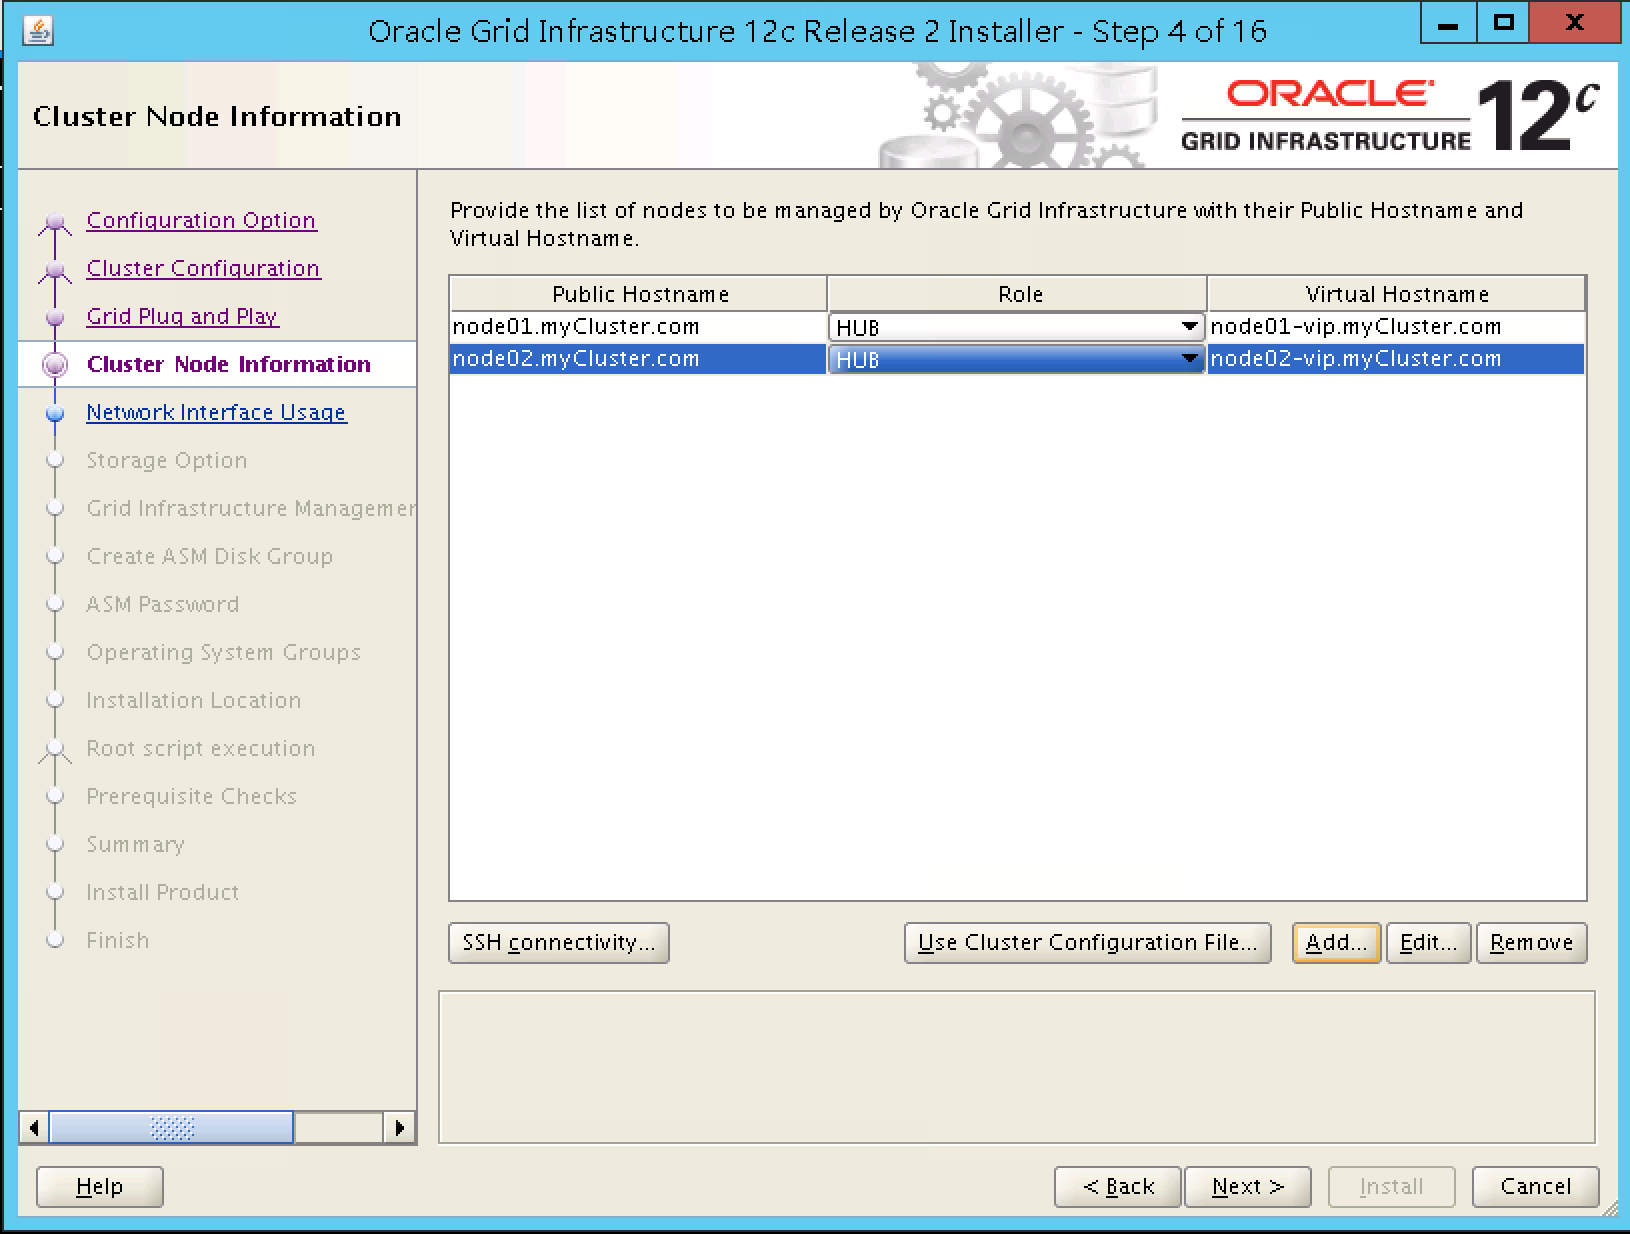 Oracle Grid Infrastructure 12c Release 2 Installer - Step 4 of 16
Cluster Node Information
ORACLE
GRID INFRASTRUCTURE
12c
Configuration Option
Cluster Configuration
Grid Plug and Play
Cluster Node Information
Network Interface Usage
Storage Option
Grid Infrastructure Managemer
Create ASM Disk Group
ASM Password
Operating System Groups
Installation Location
Root script execution
Prerequisite Checks
Summary
Install Product
Finish
Provide the list of nodes to be managed by Oracle Grid Infrastructure with their Public Hostname and
Virtual Hostname.
Public Hostname Role Virtual Hostname
node01.myCluster.com HUB node01-vip.myCluster.com
node02.myCluster.com HUB node02-vip.myCluster.com
SSH connectivity... Use Cluster Configuration File... Add... Edit... Remove
Help < Back Next > Install Cancel